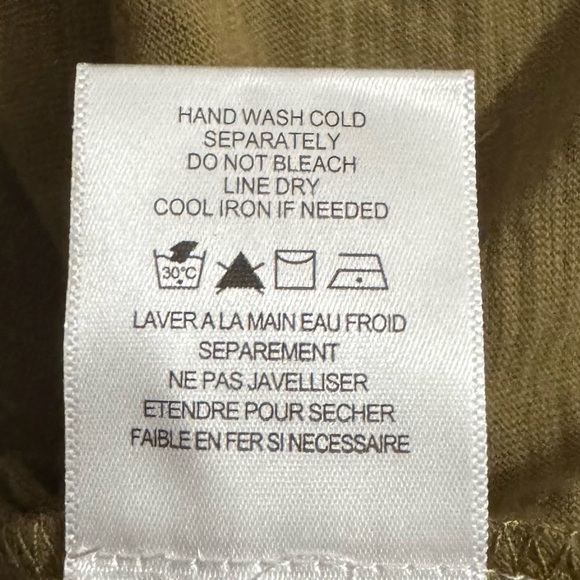 HAND WASH COLD
SEPARATELY
DO NOT BLEACH
LINE DRY
COOL IRON IF NEEDED
30°C
LAVER A LA MAIN EAU FROID
SEPAREMENT
NE PAS JAVELLISER
ETENDRE POUR SECHER
FAIBLE EN FER SI NECESSAIRE